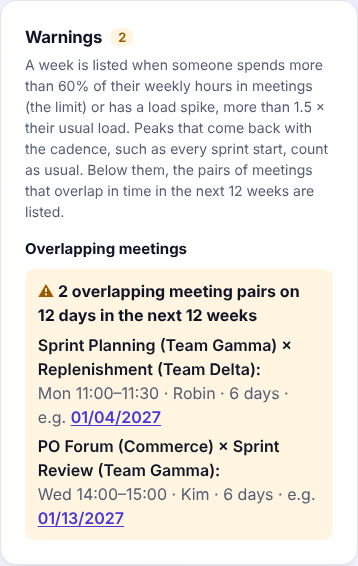 Warnings 2
A week is listed when someone spends more
than 60% of their weekly hours in meetings
(the limit) or has a load spike, more than 1.5 ×
their usual load. Peaks that come back with
the cadence, such as every sprint start, count
as usual. Below them, the pairs of meetings
that overlap in time in the next 12 weeks are
listed.
Overlapping meetings
⚠ 2 overlapping meeting pairs on
12 days in the next 12 weeks
Sprint Planning (Team Gamma) ×
Replenishment (Team Delta):
Mon 11:00–11:30 · Robin · 6 days ·
e.g. 01/04/2027
PO Forum (Commerce) × Sprint
Review (Team Gamma):
Wed 14:00–15:00 · Kim · 6 days · e.g.
01/13/2027